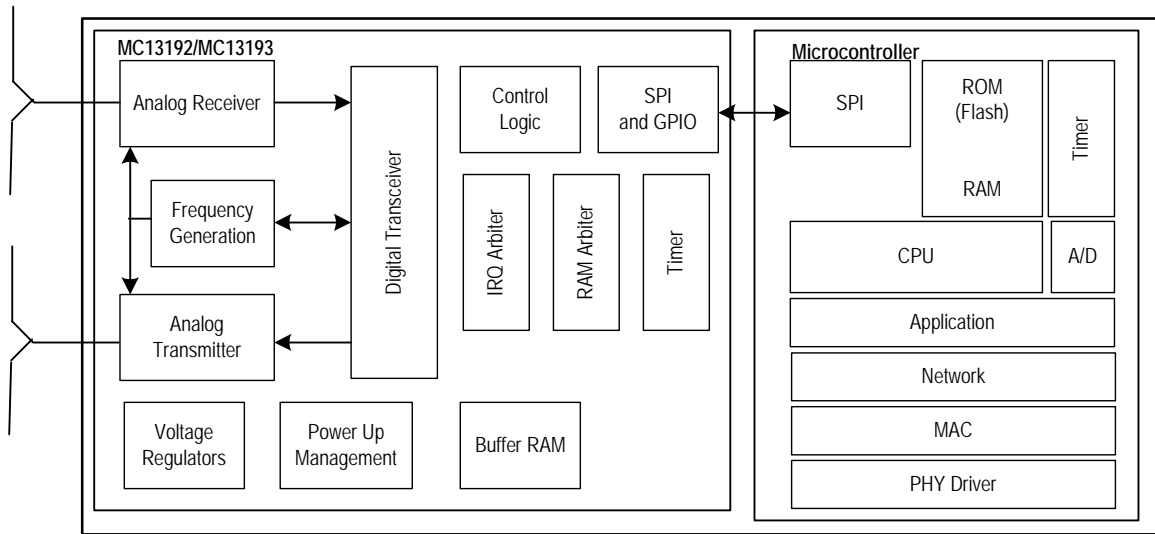 MC13192/MC13193
Analog Receiver
Frequency
Generation
Analog
Transmitter
Voltage
Regulators
Power Up
Management
Digital Transceiver
Control
Logic
SPI
and GPIO
IRQ Arbiter
RAM Arbiter
Timer
Buffer RAM
Microcontroller
SPI
ROM
(Flash)
RAM
Timer
CPU
A/D
Application
Network
MAC
PHY Driver